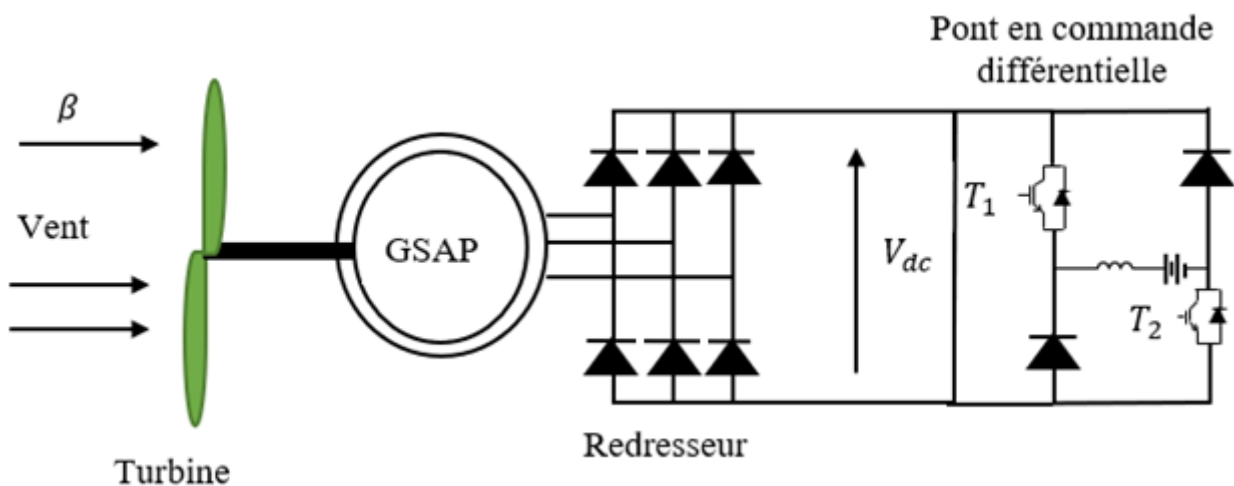 Pont en commande
différentielle
β
Vent
GSAP
V_dc
T_1
T_2
Redresseur
Turbine